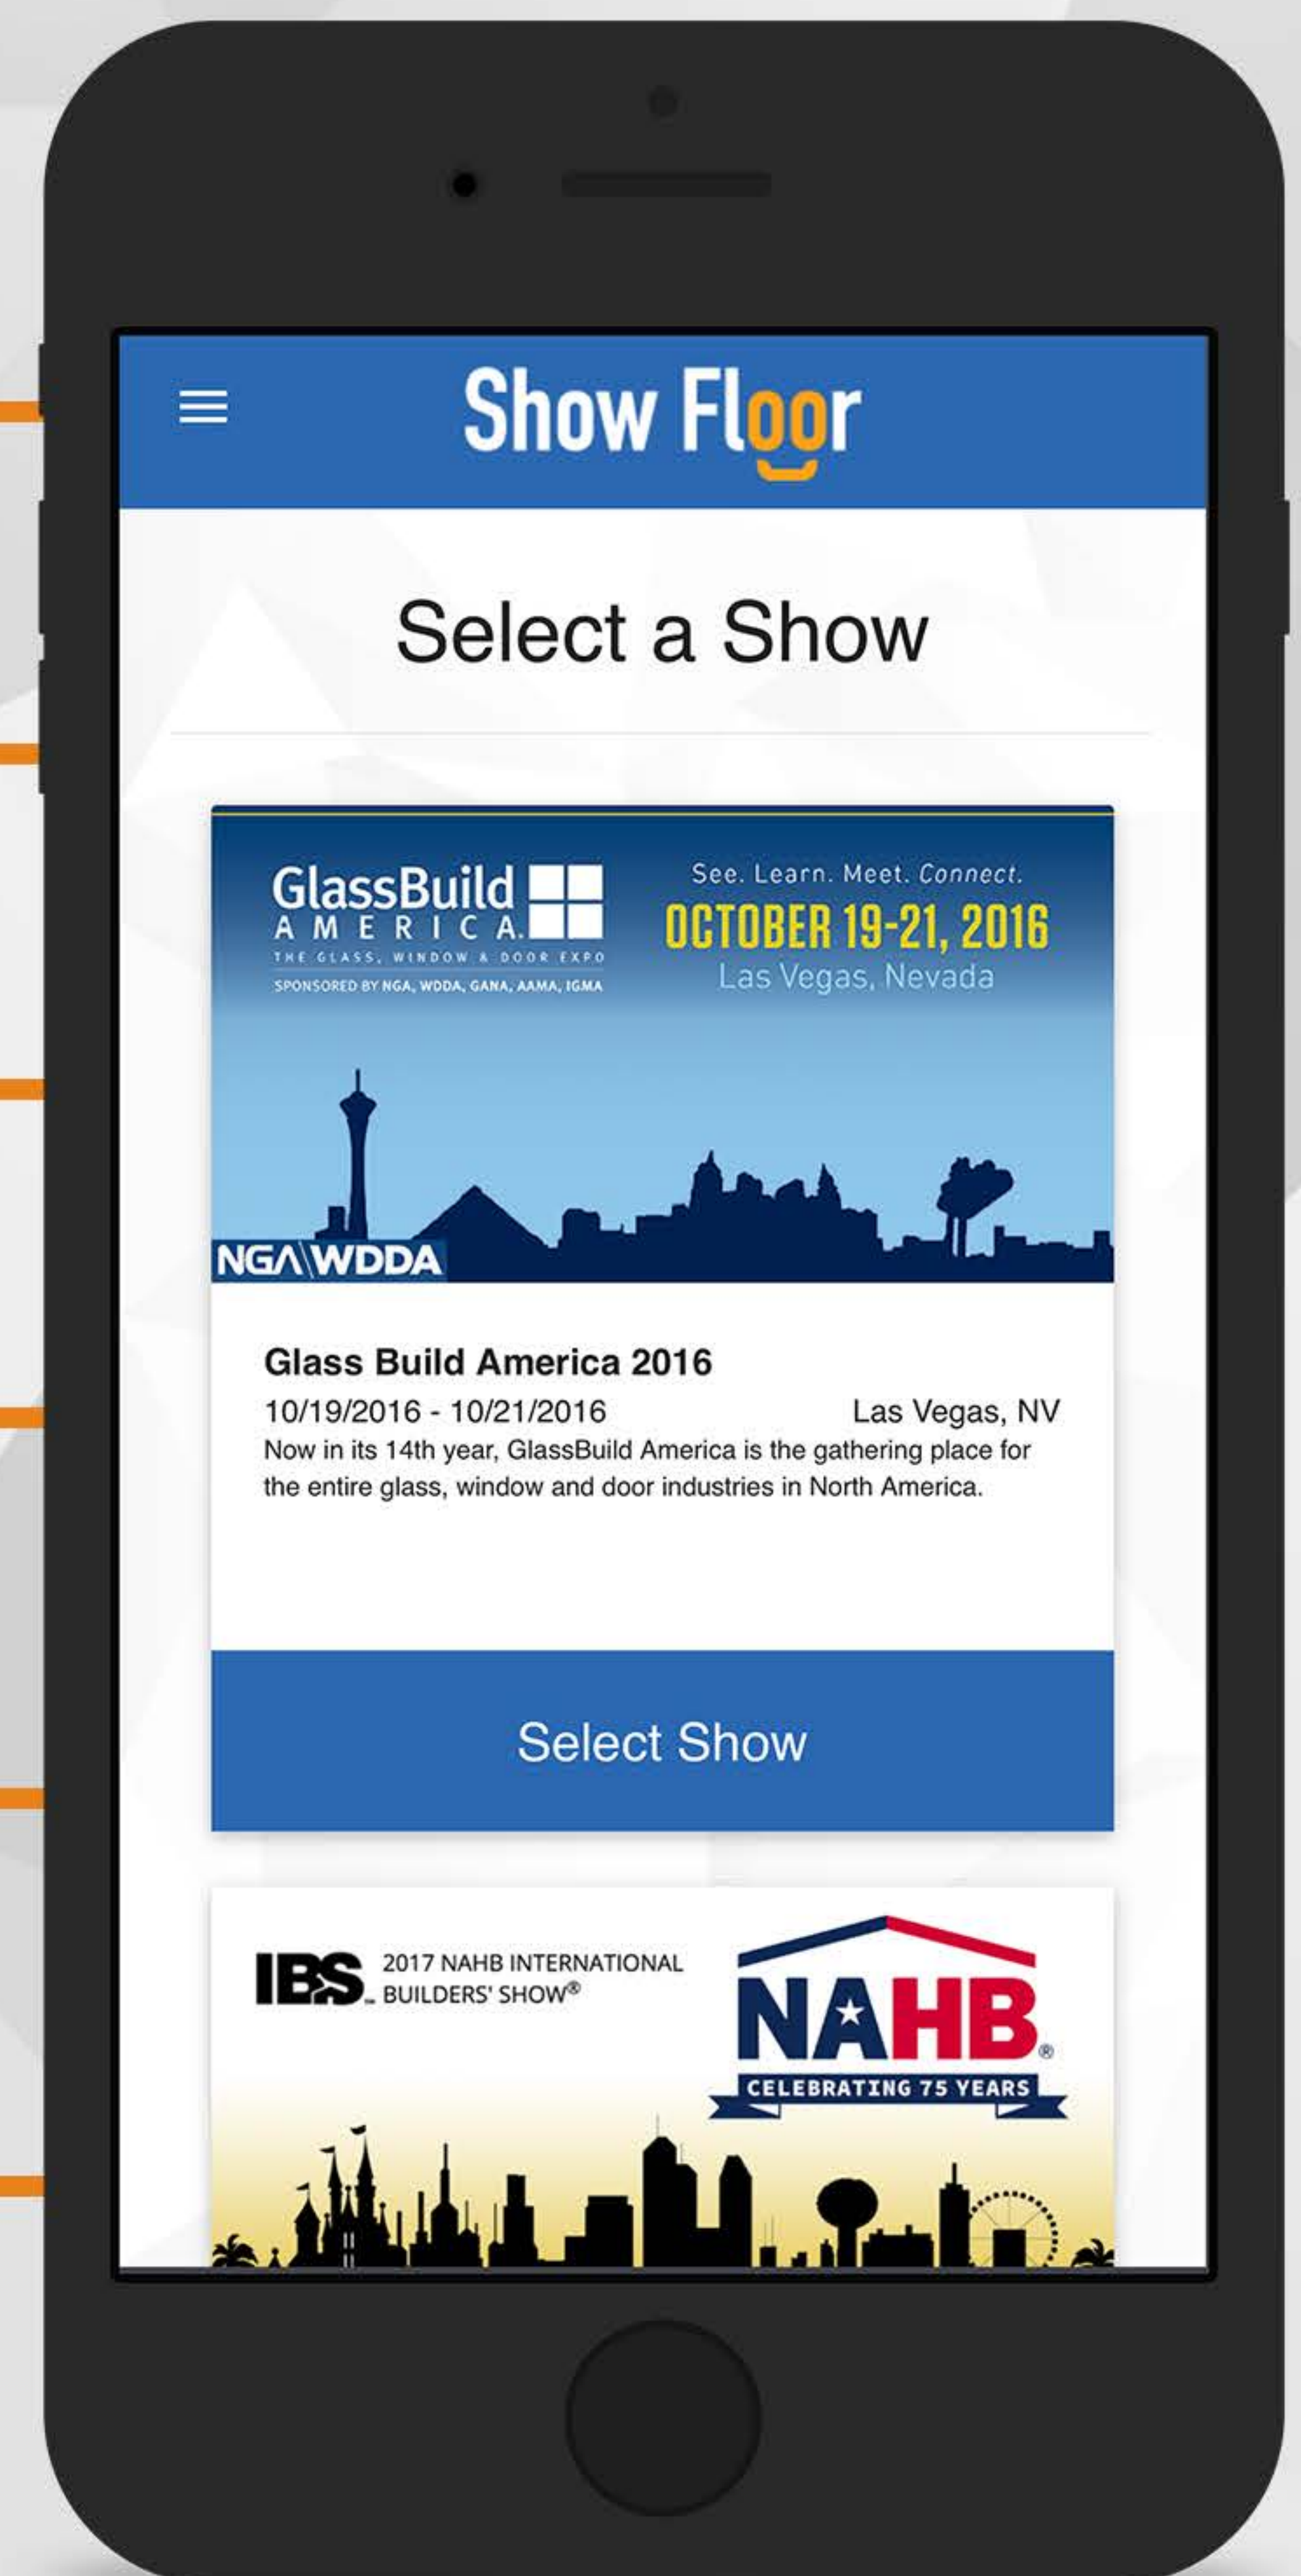 Show Floor
Select a Show
GlassBuild
AMERICA.
THE GLASS, WINDOW & DOOR EXPO
SPONSORED BY NGA, WDDA, GANA, AAMA, IGMA
See. Learn. Meet. Connect.
OCTOBER 19-21, 2016
Las Vegas, Nevada
NGA\WDDA
Glass Build America 2016
10/19/2016 - 10/21/2016 Las Vegas, NV
Now in its 14th year, GlassBuild America is the gathering place for
the entire glass, window and door industries in North America.
Select Show
IBS™ 2017 NAHB INTERNATIONAL
BUILDERS' SHOW®
NAHB®
CELEBRATING 75 YEARS